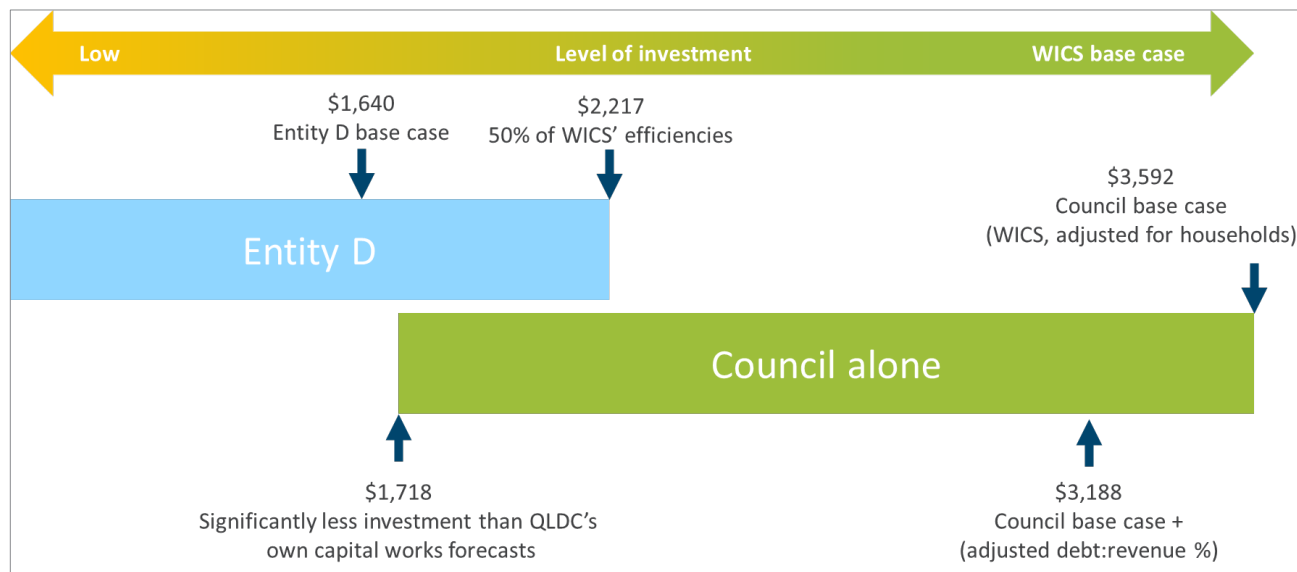 Low Level of investment WICS base case
$1,640
Entity D base case
$2,217
50% of WICS’ efficiencies
$3,592
Council base case
(WICS, adjusted for households)
Entity D
Council alone
$1,718
Significantly less investment than QLDC’s
own capital works forecasts
$3,188
Council base case +
(adjusted debt:revenue %)